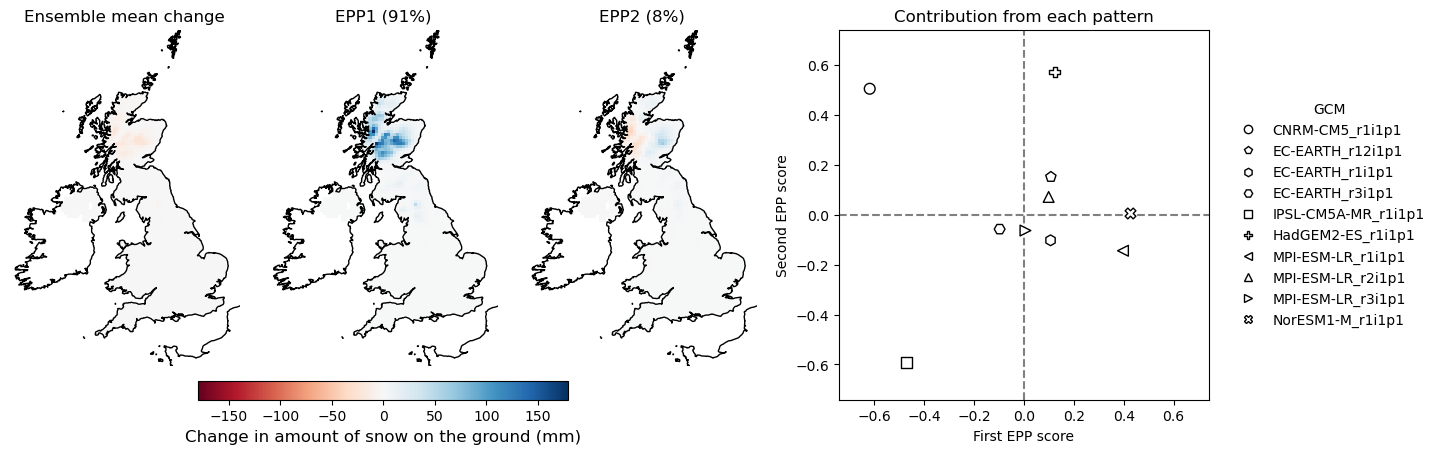 Ensemble mean change
EPP1 (91%)
EPP2 (8%)
−150 −100 −50 0 50 100 150
Change in amount of snow on the ground (mm)
Contribution from each pattern
Second EPP score
0.6
0.4
0.2
0.0
−0.2
−0.4
−0.6
−0.6 −0.4 −0.2 0.0 0.2 0.4 0.6
First EPP score
GCM
CNRM-CM5_r1i1p1
EC-EARTH_r12i1p1
EC-EARTH_r1i1p1
EC-EARTH_r3i1p1
IPSL-CM5A-MR_r1i1p1
HadGEM2-ES_r1i1p1
MPI-ESM-LR_r1i1p1
MPI-ESM-LR_r2i1p1
MPI-ESM-LR_r3i1p1
NorESM1-M_r1i1p1